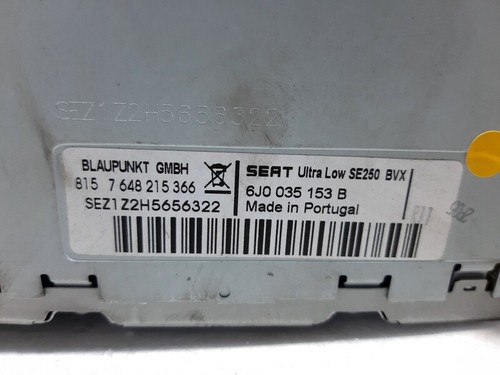 SEZ1Z2H5656322
BLAUPUNKT GMBH
815 7 648 215 366
SEZ1Z2H5656322
SEAT Ultra Low SE250 BVX
6J0 035 153 B
Made in Portugal